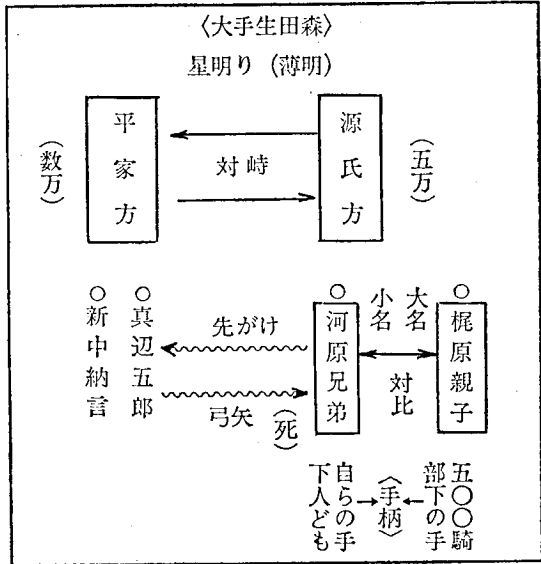 〈大手生田森〉
星明り（薄明）
源氏方
（五万）
対峙
平家方
（数万）
○梶原親子
大名
小名
対比
○河原兄弟
先がけ
弓矢
（死）
○真辺五郎
○新中納言
五〇〇騎
部下の手
〈手柄〉
自らの手
下人ども